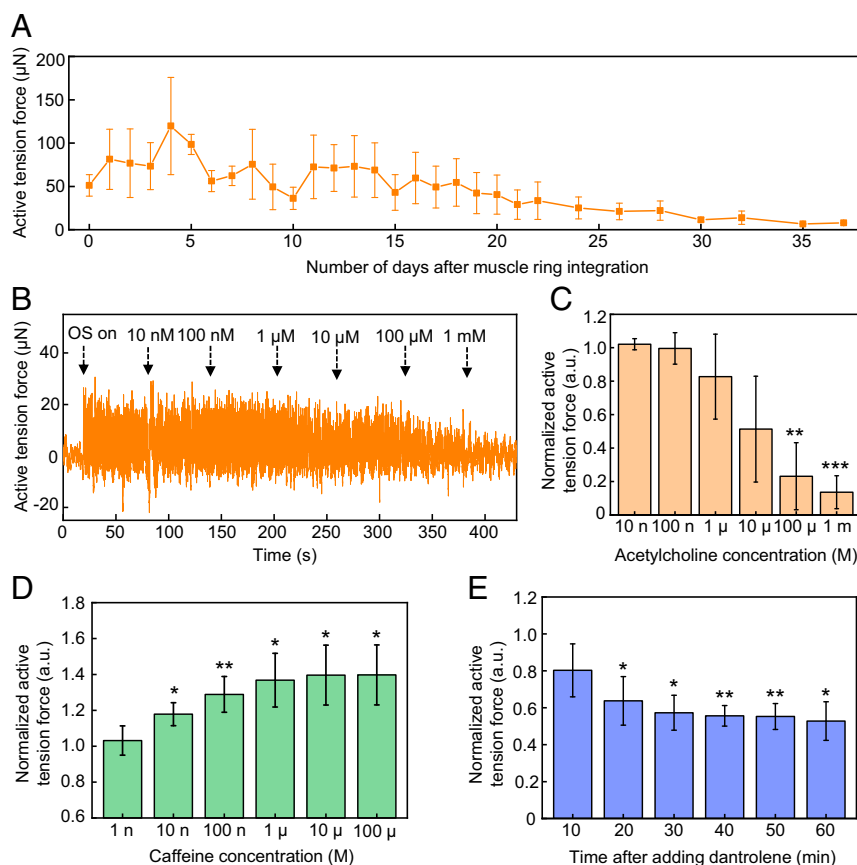 A
Active tension force (µN)
200
150
100
50
0
0 5 10 15 20 25 30 35
Number of days after muscle ring integration
B
Active tension force (µN)
40
20
0
-20
OS on 10 nM 100 nM 1 µM 10 µM 100 µM 1 mM
0 50 100 150 200 250 300 350 400
Time (s)
C
Normalized active
tension force (a.u.)
1.2
1.0
0.8
0.6
0.4
0.2
0
** ***
10 n 100 n 1 µ 10 µ 100 µ 1 m
Acetylcholine concentration (M)
D
Normalized active
tension force (a.u.)
1.8
1.6
1.4
1.2
1.0
0.8
0.6
* ** * * *
1 n 10 n 100 n 1 µ 10 µ 100 µ
Caffeine concentration (M)
E
Normalized active
tension force (a.u.)
1.2
1.0
0.8
0.6
0.4
0.2
0
* * ** ** *
10 20 30 40 50 60
Time after adding dantrolene (min)